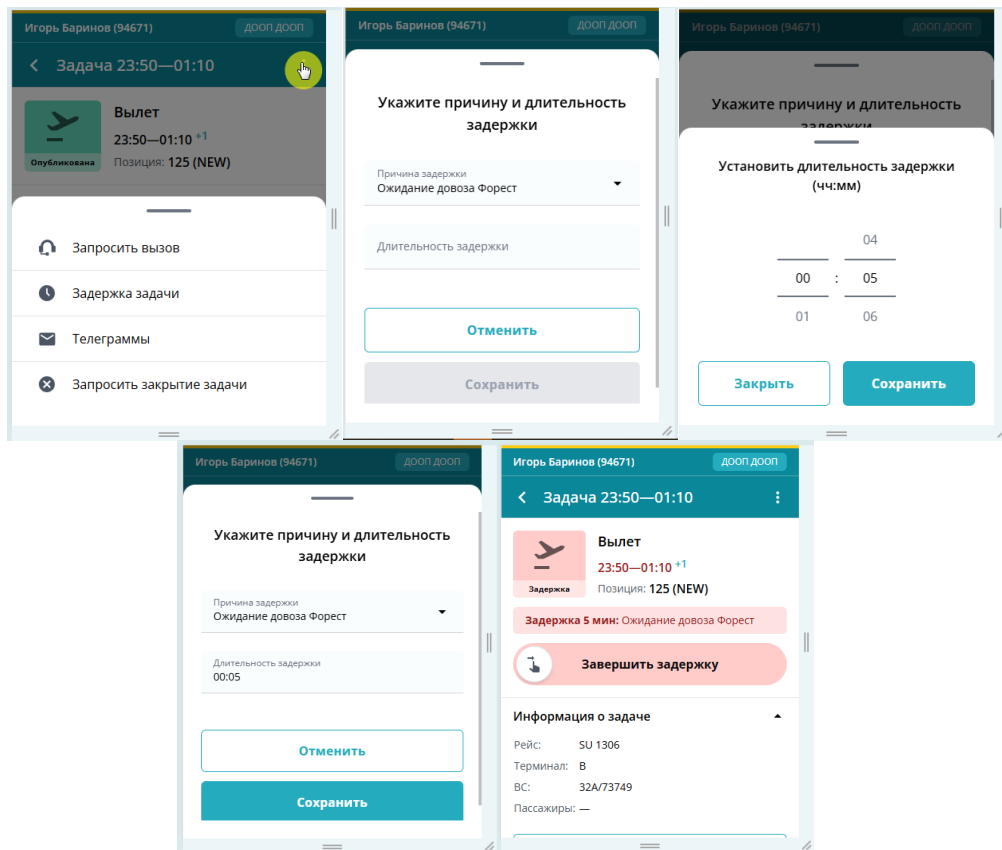 Игорь Баринов (94671) ДООП ДООП
Задача 23:50—01:10
Вылет
23:50—01:10 +1
Опубликована Позиция: 125 (NEW)
Запросить вызов
Задержка задачи
Телеграммы
Запросить закрытие задачи
Игорь Баринов (94671) ДООП ДООП
Укажите причину и длительность
задержки
Причина задержки
Ожидание довоза Форест
Длительность задержки
Отменить
Сохранить
Игорь Баринов (94671) ДООП ДООП
Укажите причину и длительность
задержки
Установить длительность задержки
(чч:мм)
04
00 : 05
01 06
Закрыть Сохранить
Игорь Баринов (94671) ДООП ДООП
Укажите причину и длительность
задержки
Причина задержки
Ожидание довоза Форест
Длительность задержки
00:05
Отменить
Сохранить
Игорь Баринов (94671) ДООП ДООП
Задача 23:50—01:10
Вылет
23:50—01:10 +1
Задержка Позиция: 125 (NEW)
Задержка 5 мин: Ожидание довоза Форест
Завершить задержку
Информация о задаче
Рейс: SU 1306
Терминал: B
ВС: 32A/73749
Пассажиры: —